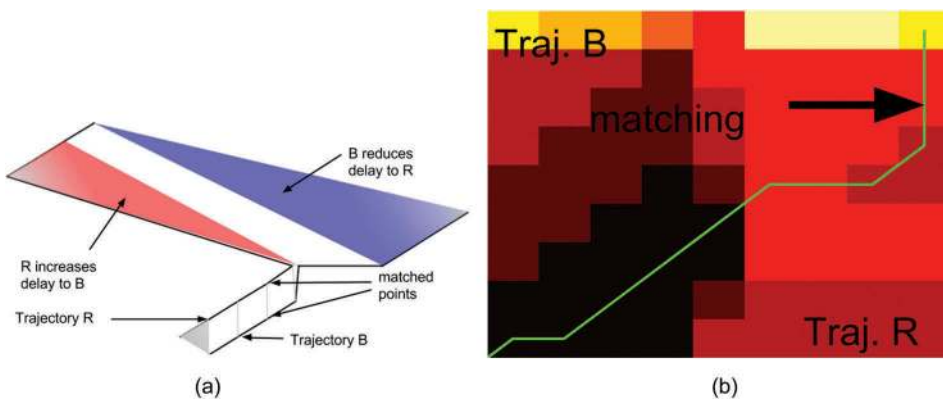 B reduces
delay to R
R increases
delay to B
matched
points
Trajectory R
Trajectory B
(a)
Traj. B
matching
Traj. R
(b)